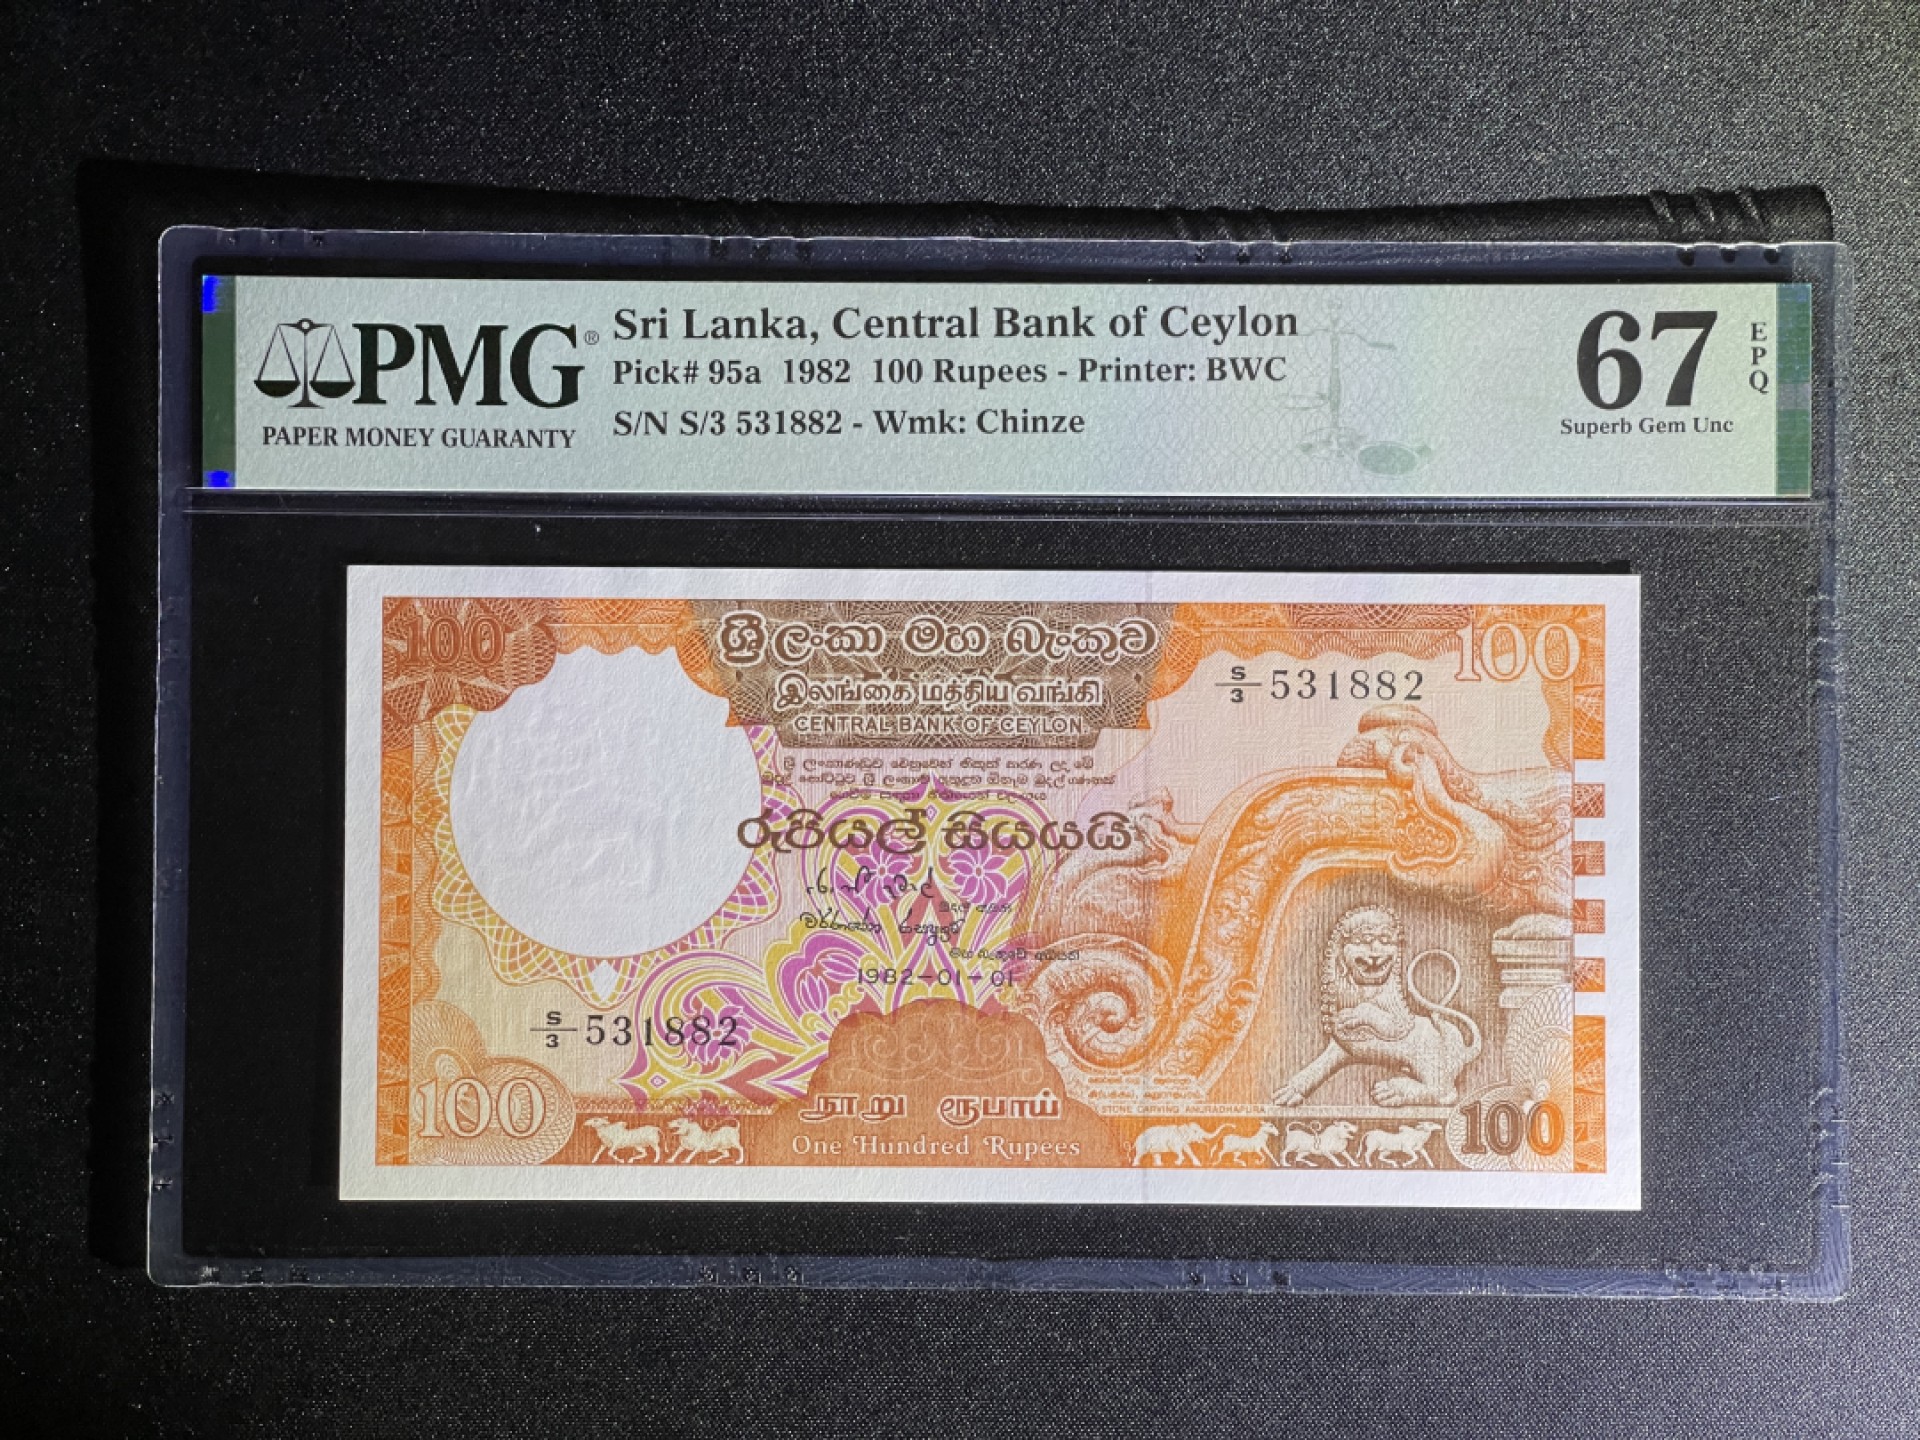 PMG®
PAPER MONEY GUARANTY
Sri Lanka, Central Bank of Ceylon
Pick# 95a 1982 100 Rupees - Printer: BWC
S/N S/3 531882 - Wmk: Chinze
67
EPQ
Superb Gem Unc
100
ශ්‍රී ලංකා මහ බැංකුව
இலங்கை மத்திய வங்கி
CENTRAL BANK OF CEYLON
S/3 531882
100
රුපියල් සියයයි
1982-01-01
S/3 531882
100
நூறு ரூபாய்
One Hundred Rupees
STONE CARVING ANURADHAPURA
100